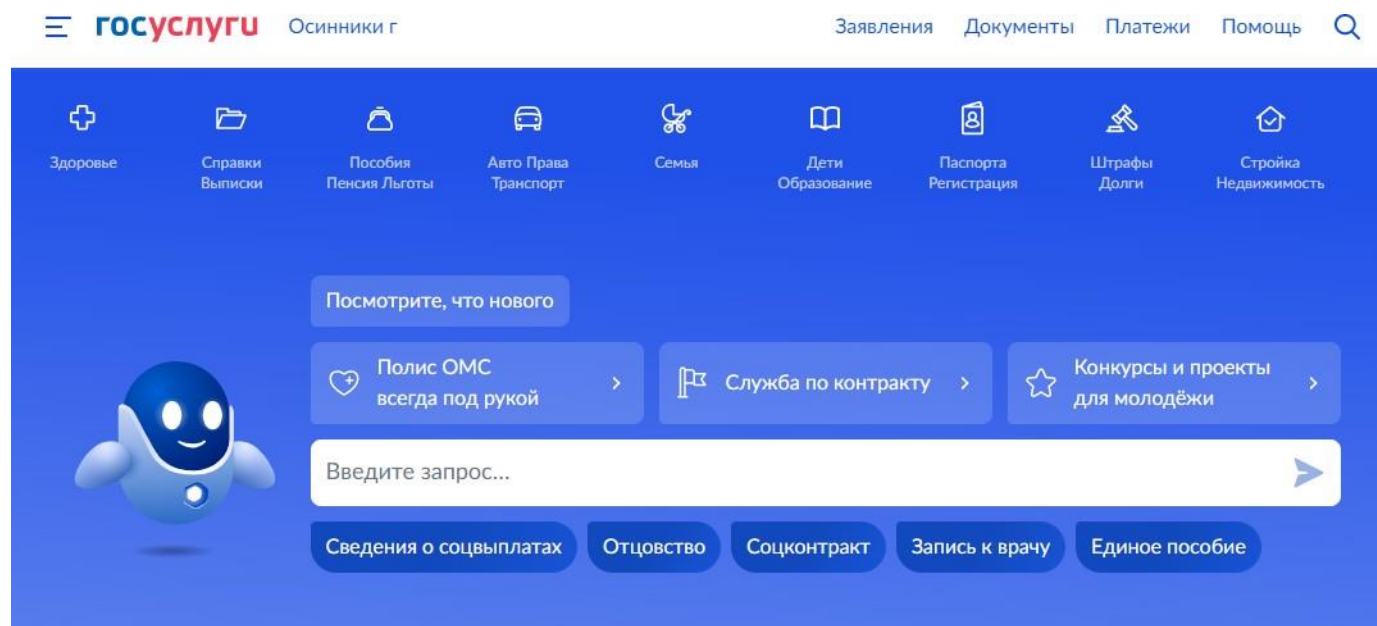 госуслуги Осинники г Заявления Документы Платежи Помощь
Здоровье
Справки
Выписки
Пособия
Пенсия Льготы
Авто Права
Транспорт
Семья
Дети
Образование
Паспорта
Регистрация
Штрафы
Долги
Стройка
Недвижимость
Посмотрите, что нового
Полис ОМС
всегда под рукой
Служба по контракту
Конкурсы и проекты
для молодёжи
Введите запрос...
Сведения о соцвыплатах Отцовство Соцконтракт Запись к врачу Единое пособие